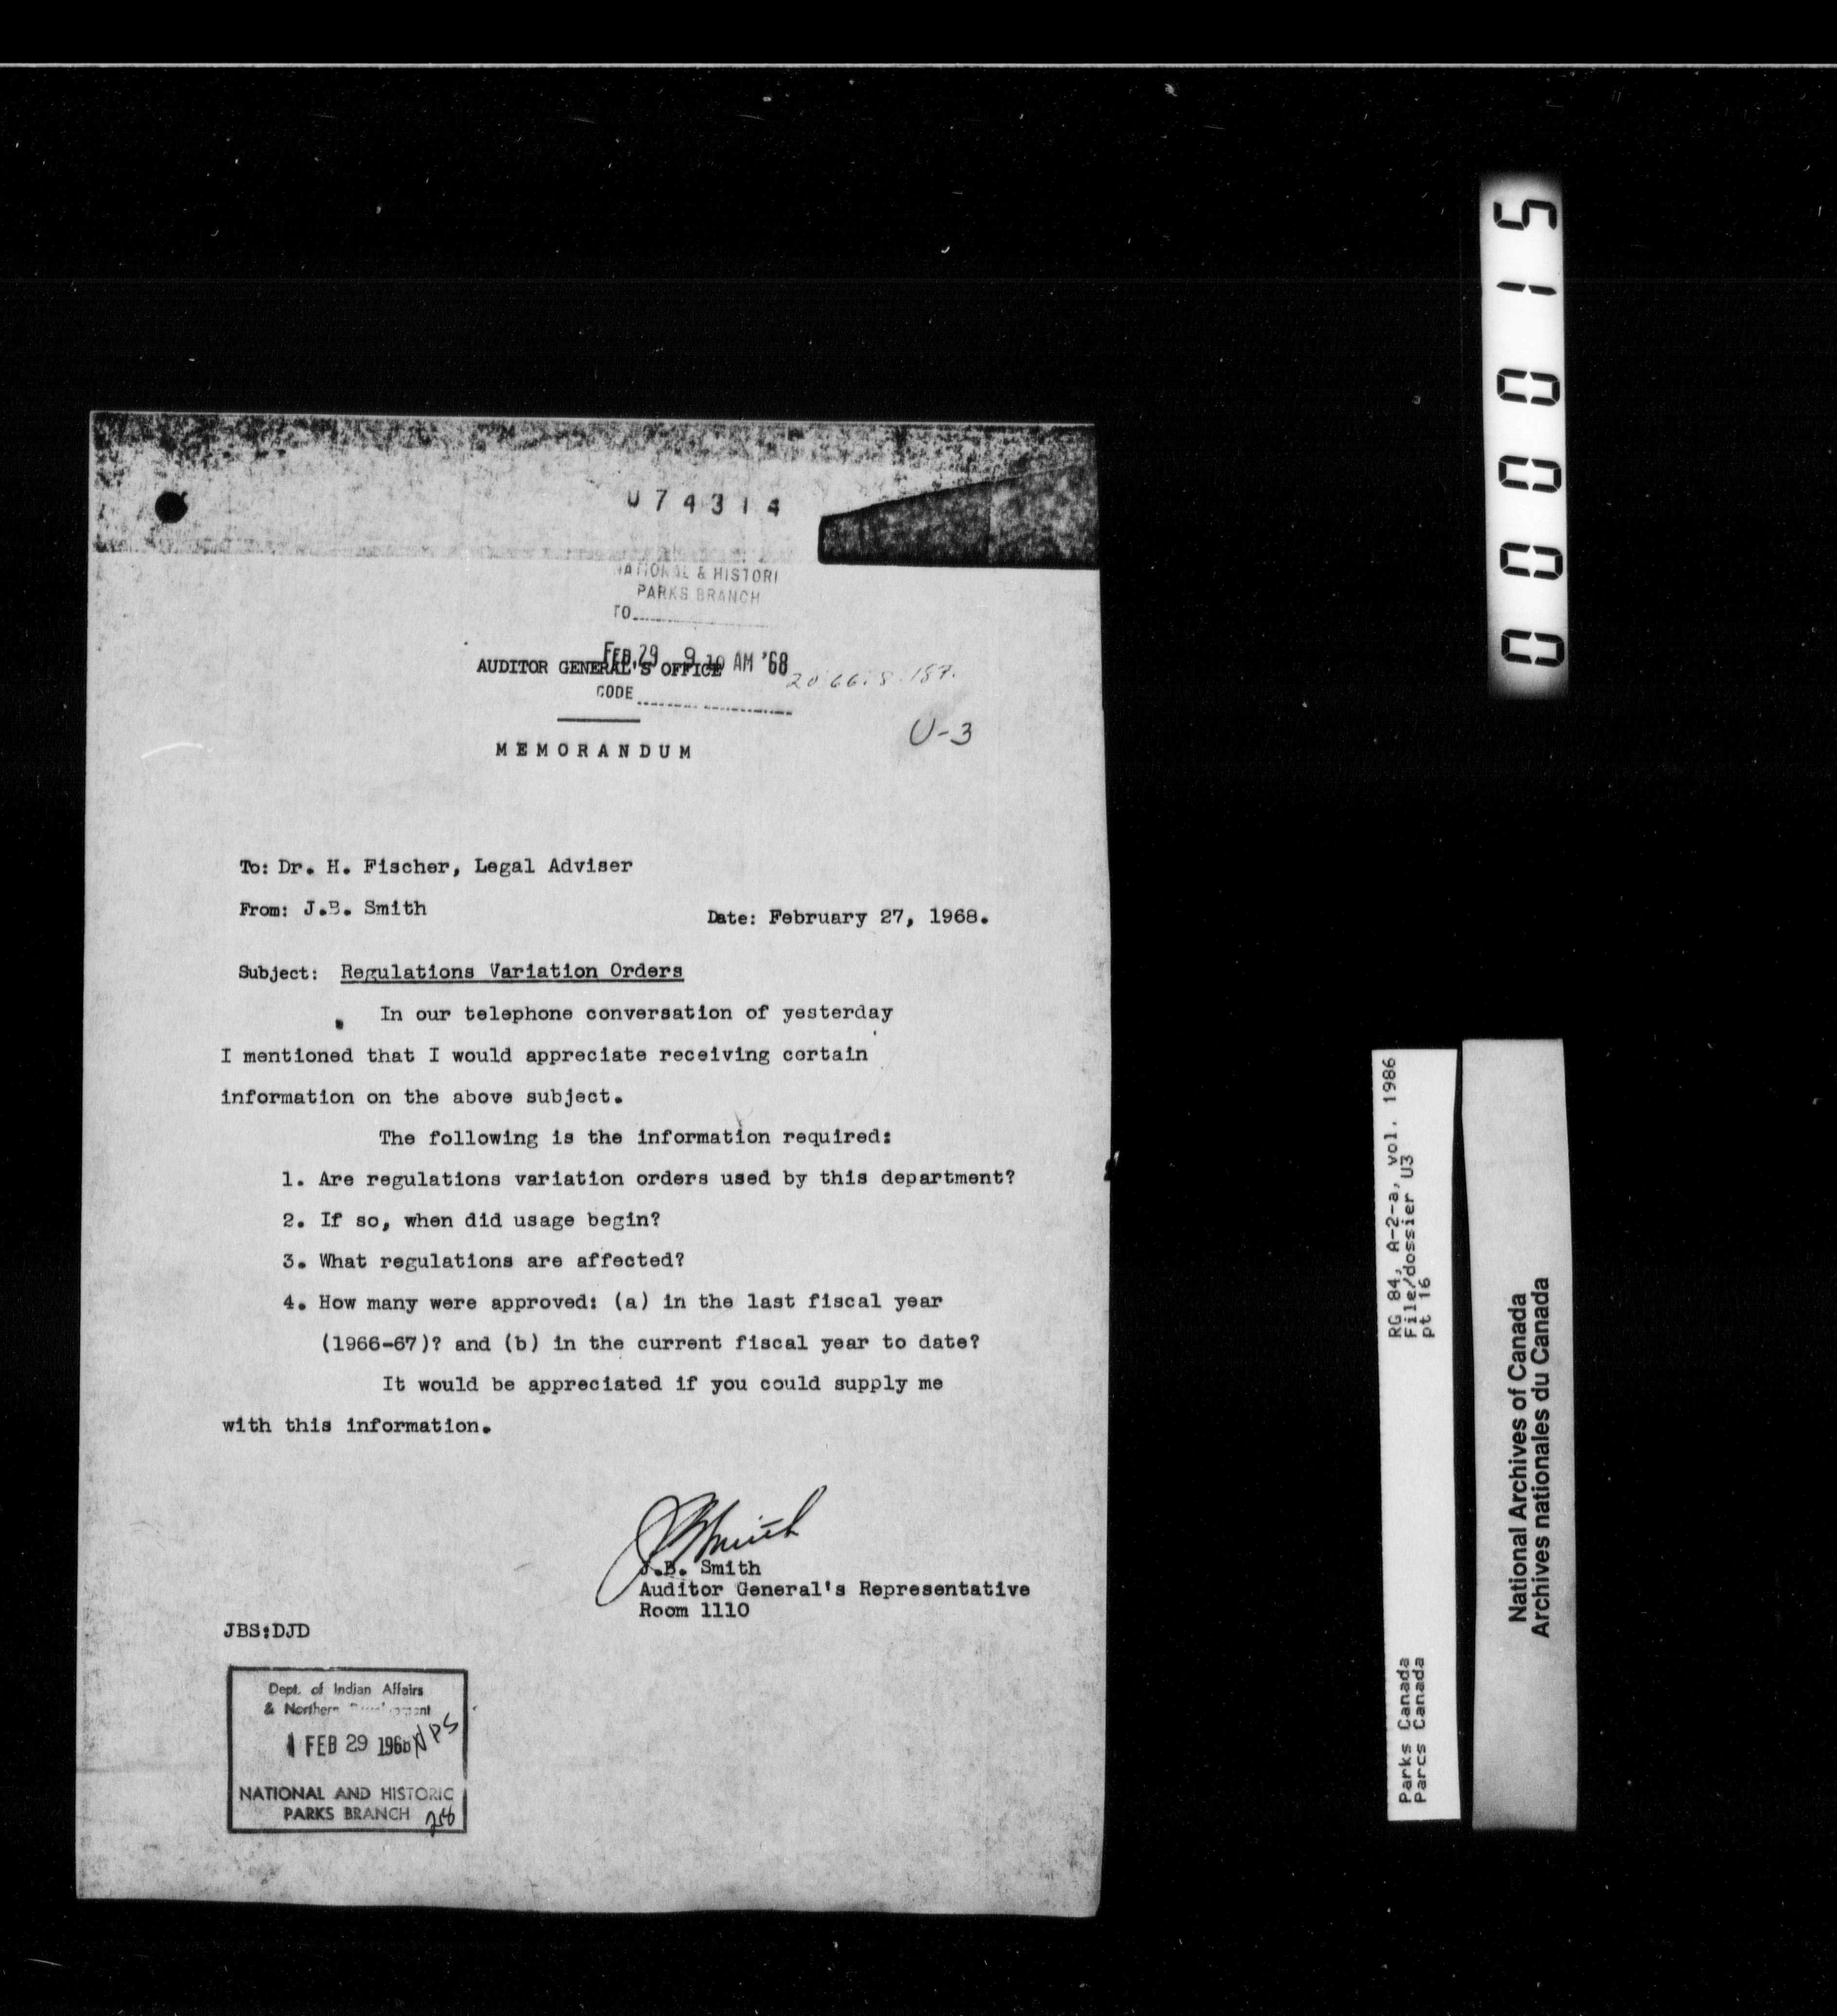 074314
NATIONAL & HISTORI
PARKS BRANCH
TO
FEB 29 9 10 AM '68
AUDITOR GENERAL'S OFFICE
CODE
U-3
MEMORANDUM
To: Dr. H. Fischer, Legal Adviser
From: J.B. Smith
Date: February 27, 1968.
Subject: Regulations Variation Orders
In our telephone conversation of yesterday
I mentioned that I would appreciate receiving certain
information on the above subject.
The following is the information required:
1. Are regulations variation orders used by this department?
2. If so, when did usage begin?
3. What regulations are affected?
4. How many were approved: (a) in the last fiscal year
(1966-67)? and (b) in the current fiscal year to date?
It would be appreciated if you could supply me
with this information.
J.B. Smith
J.B. Smith
Auditor General's Representative
Room 1110
JBS:DJD
Dept. of Indian Affairs
& Northern
FEB 29 1968 NPS
NATIONAL AND HISTORIC
PARKS BRANCH
000015
RG 84, A-2-a, vol. 1986
File/dossier U3
pt 16
Parks Canada
Parcs Canada
National Archives of Canada
Archives nationales du Canada